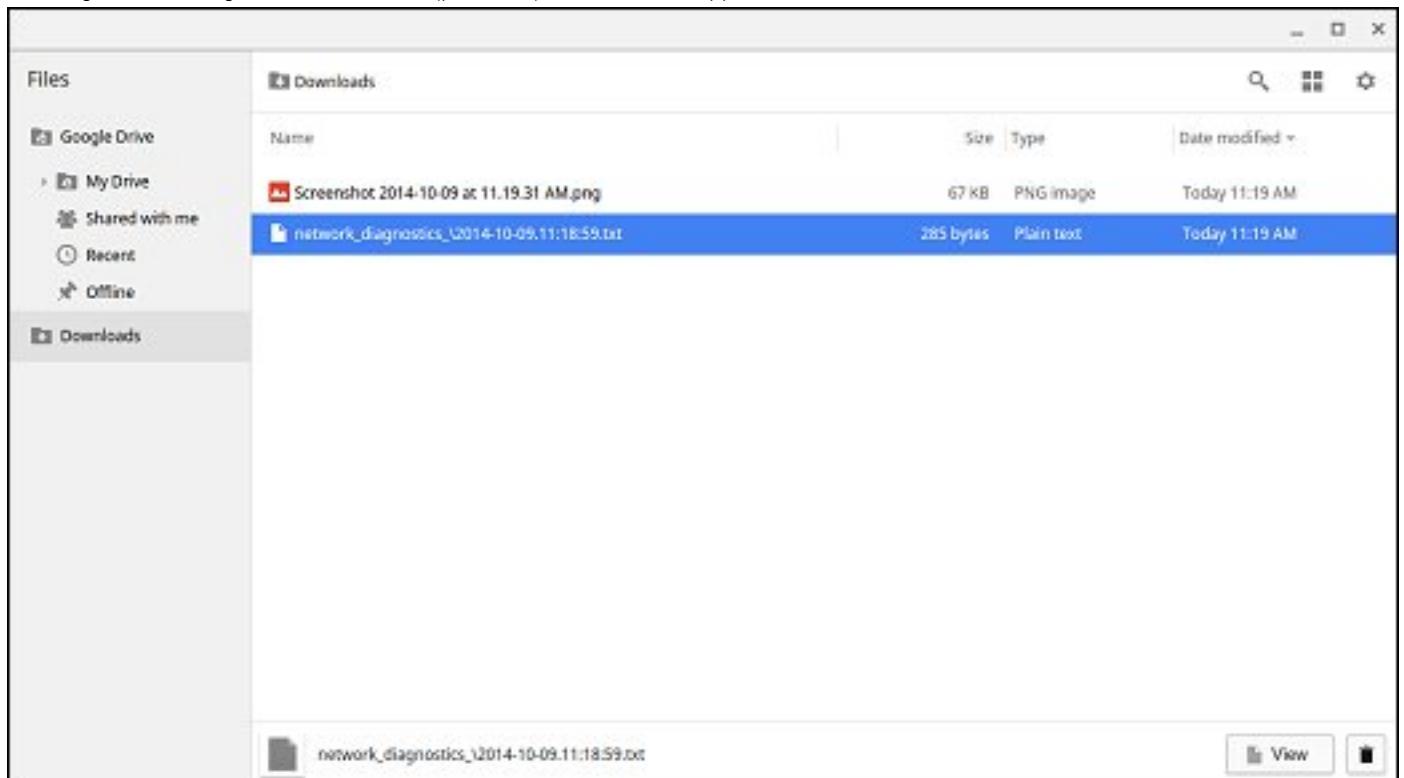 Files
Downloads
Google Drive
Name Size Type Date modified
My Drive
Screenshot 2014-10-09 at 11.19.31 AM.png 67 KB PNG image Today 11:19 AM
Shared with me
network_diagnostics_\2014-10-09.11:18:59.txt 285 bytes Plain text Today 11:19 AM
Recent
Offline
Downloads
network_diagnostics_\2014-10-09.11:18:59.txt View